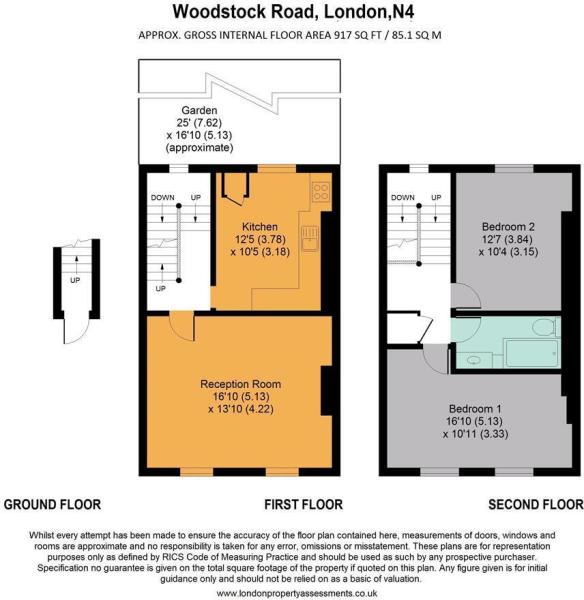 Woodstock Road, London,N4
APPROX. GROSS INTERNAL FLOOR AREA 917 SQ FT / 85.1 SQ M
Garden
25' (7.62)
x 16'10 (5.13)
(approximate)
DOWN
UP
UP
Kitchen
12'5 (3.78)
x 10'5 (3.18)
Reception Room
16'10 (5.13)
x 13'10 (4.22)
UP
DOWN
UP
Bedroom 2
12'7 (3.84)
x 10'4 (3.15)
Bedroom 1
16'10 (5.13)
x 10'11 (3.33)
GROUND FLOOR
FIRST FLOOR
SECOND FLOOR
Whilst every attempt has been made to ensure the accuracy of the floor plan contained here, measurements of doors, windows and
rooms are approximate and no responsibility is taken for any error, omissions or misstatement. These plans are for representation
purposes only as defined by RICS Code of Measuring Practice and should be used as such by any prospective purchaser.
Specification no guarantee is given on the total square footage of the property if quoted on this plan. Any figure given is for initial
guidance only and should not be relied on as a basic of valuation.
www.londonpropertyassessments.co.uk